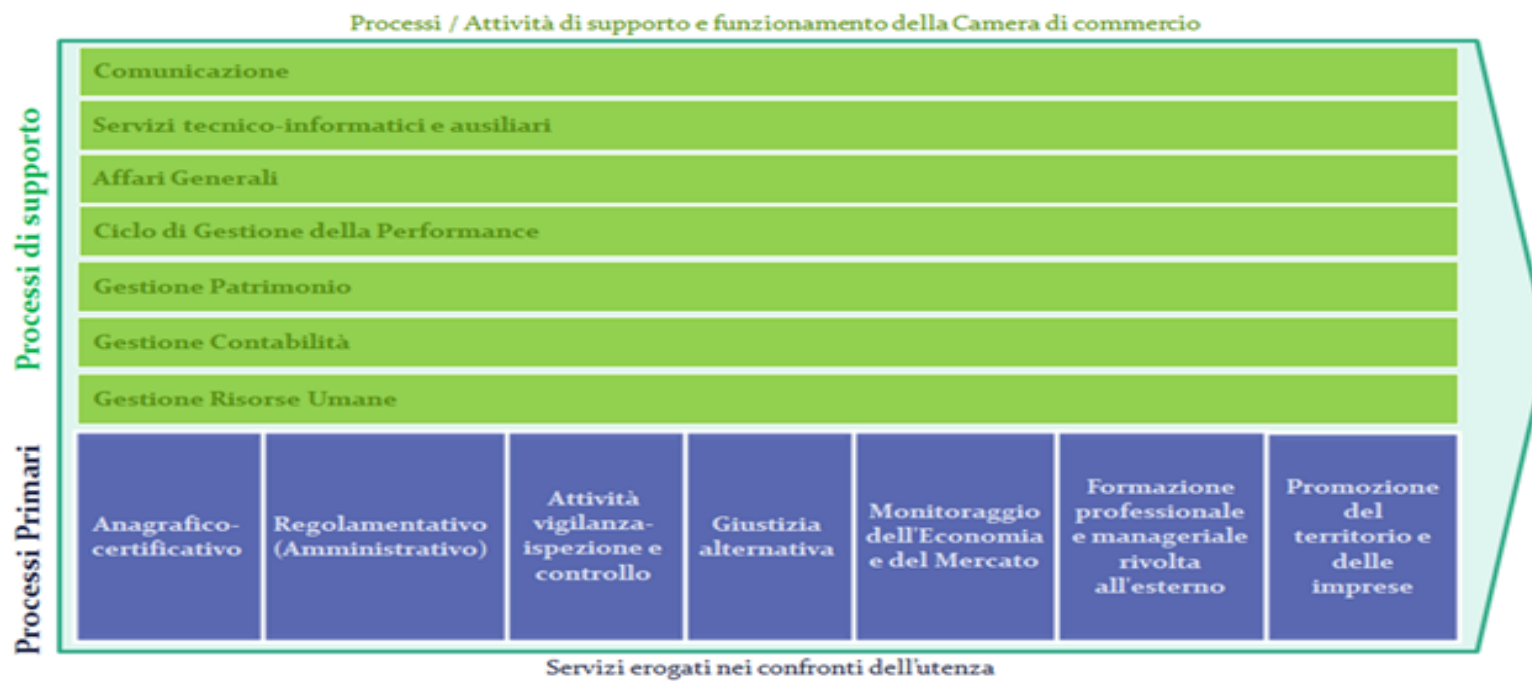 Processi / Attività di supporto e funzionamento della Camera di commercio
Processi di supporto
Comunicazione
Servizi tecnico-informatici e ausiliari
Affari Generali
Ciclo di Gestione della Performance
Gestione Patrimonio
Gestione Contabilità
Gestione Risorse Umane
Processi Primari
Anagrafico-
certificativo
Regolamentativo
(Amministrativo)
Attività
vigilanza-
ispezione e
controllo
Giustizia
alternativa
Monitoraggio
dell'Economia
e del Mercato
Formazione
professionale
e manageriale
rivolta
all'esterno
Promozione
del
territorio e
delle
imprese
Servizi erogati nei confronti dell'utenza